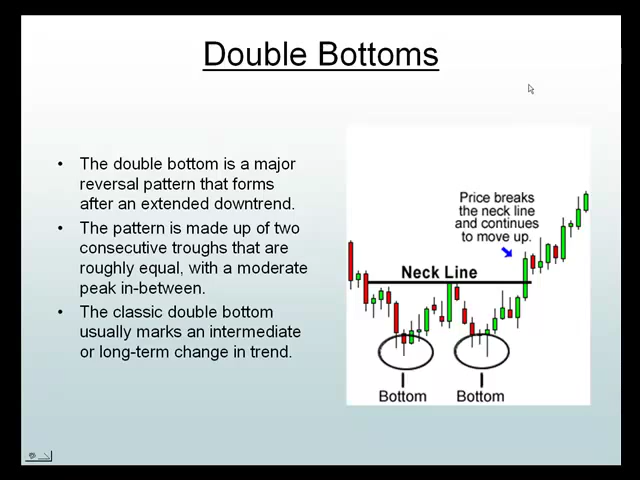 Double Bottoms
• The double bottom is a major
reversal pattern that forms
after an extended downtrend.
• The pattern is made up of two
consecutive troughs that are
roughly equal, with a moderate
peak in-between.
• The classic double bottom
usually marks an intermediate
or long-term change in trend.
Price breaks
the neck line
and continues
to move up.
Neck Line
Bottom
Bottom